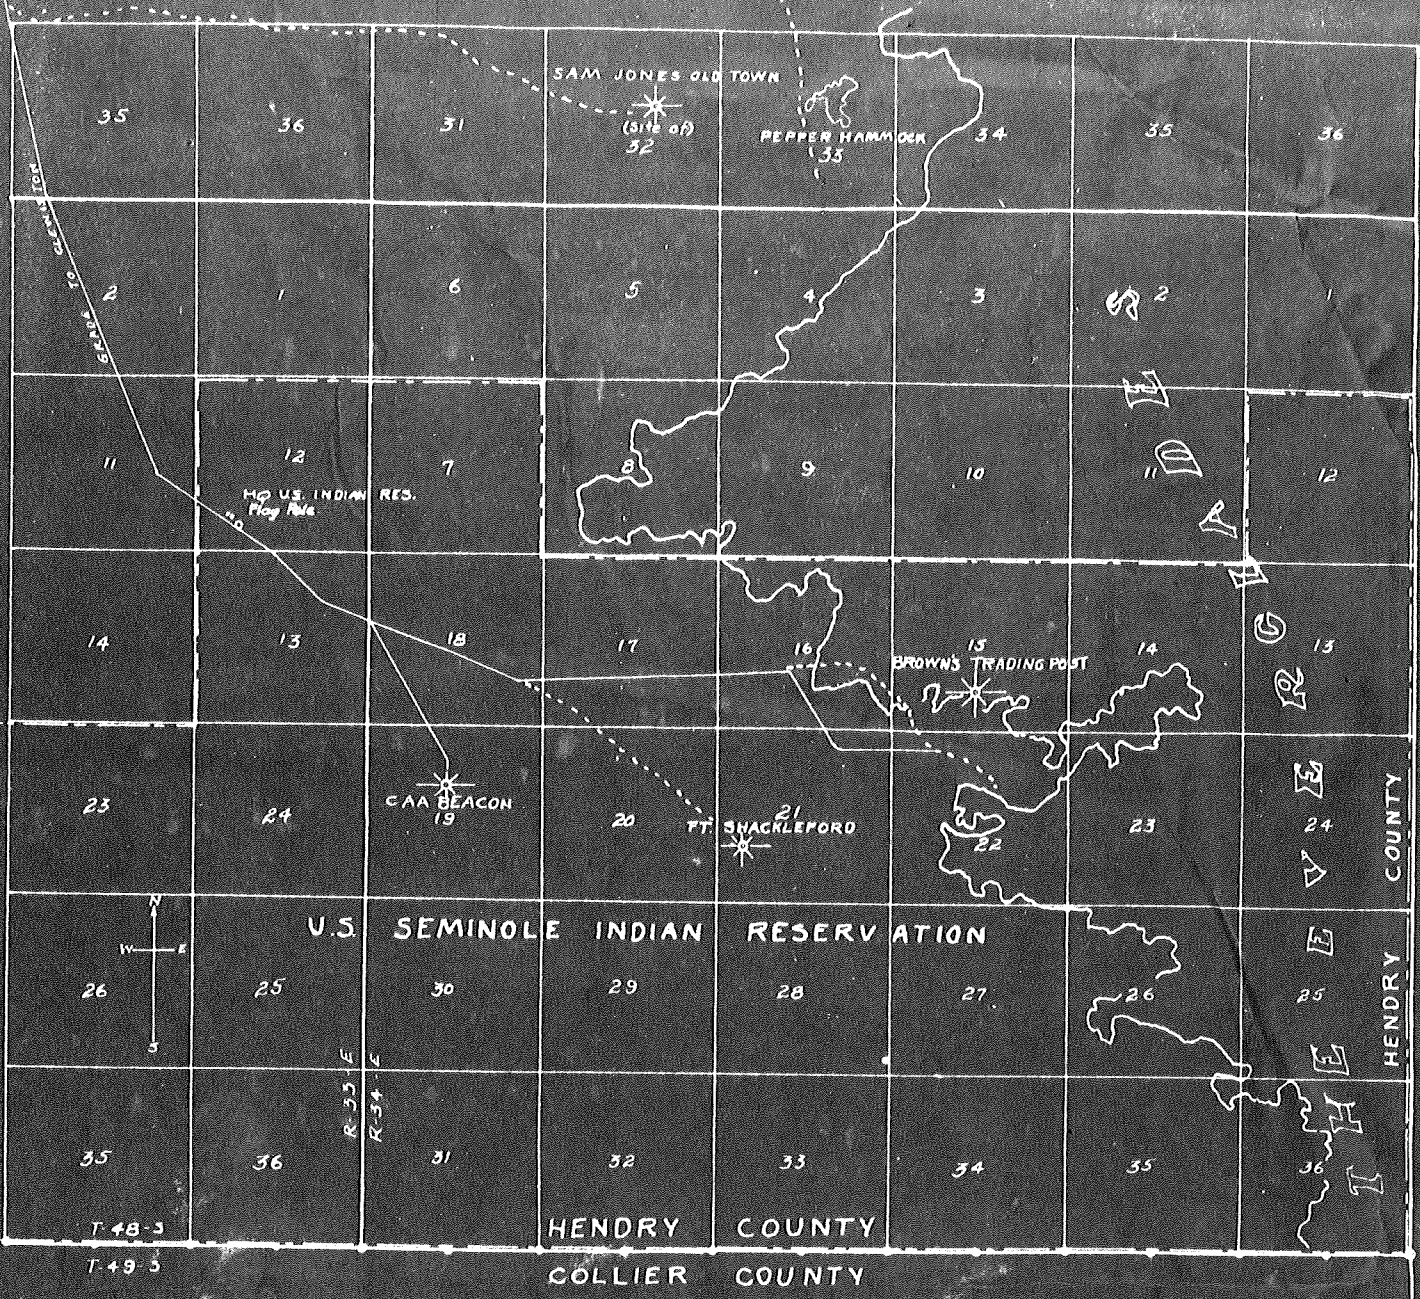 SAM JONES OLD TOWN
(Site of)
PEPPER HAMMOCK
35 36 31 32 33 34 35 36
GRADE TO CLEWISTON
2 1 6 5 4 3 2 1
11 12 7 8 9 10 11 12
HQ U.S. INDIAN RES.
Flag Pole
14 13 18 17 16 15 14 13
BROWN'S TRADING POST
23 24 19 20 21 22 23 24
CAA BEACON
FT. SHACKLEFORD
THE EVERGLADES
U.S. SEMINOLE INDIAN RESERVATION
N
W E
S
26 25 30 29 28 27 26 25
R-33-E
R-34-E
HENDRY COUNTY
35 36 31 32 33 34 35 36
T-48-S
HENDRY COUNTY
T-49-S
COLLIER COUNTY